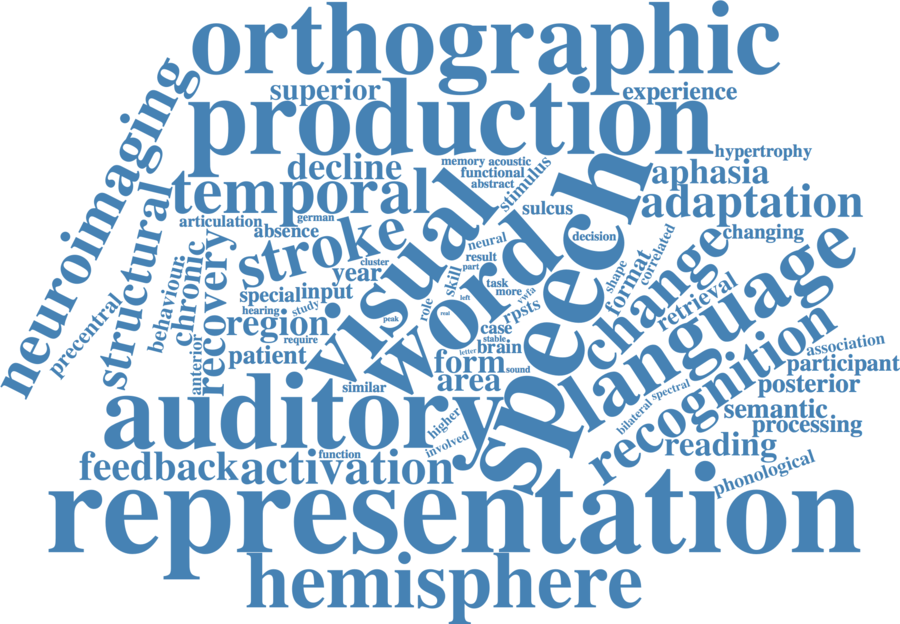 orthographic
neuroimaging
superior
experience
production
hypertrophy
decline
memory
acoustic
functional
abstract
stimulus
aphasia
temporal
visual
speech
adaptation
sulcus
structural
articulation
german
absence
stroke
word
decision
changing
neural
change
language
correlated
format
shape
behaviour
chronic
recovery
cluster
year
result
part
skill
task
more
vwfa
rpsts
retrieval
special
input
hearing
study
role
left
real
peak
precentral
region
require
case
stable
recognition
association
anterior
patient
letter
brain
form
sound
participant
similar
area
posterior
bilateral
spectral
auditory
higher
semantic
processing
involved
reading
function
feedback
activation
phonological
representation
hemisphere